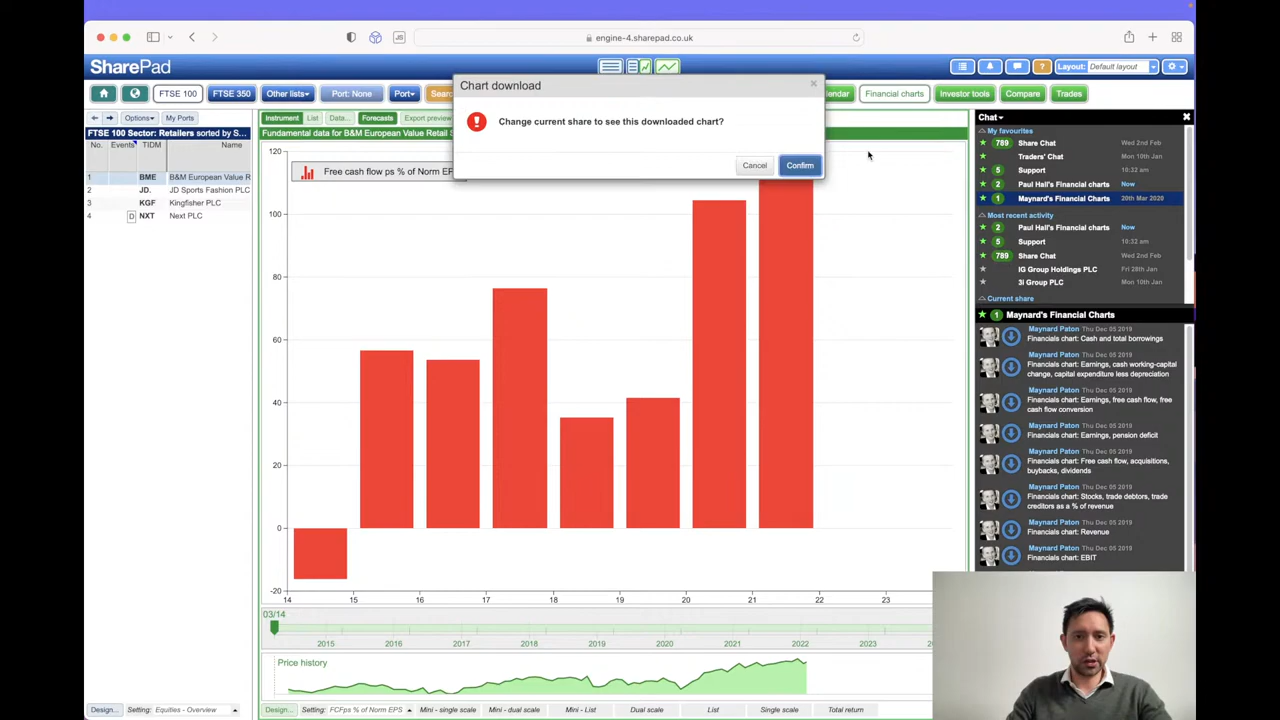 engine-4.sharepad.co.uk
SharePad
Layout: Default layout
FTSE 100 FTSE 350 Other lists Port: None Port Financial charts Investor tools Compare Trades
Chart download
Change current share to see this downloaded chart?
Cancel Confirm
Options My Ports
FTSE 100 Sector: Retailers sorted by S...
No. Events TIDM Name
1 BME B&M European Value R
2 JD. JD Sports Fashion PLC
3 KGF Kingfisher PLC
4 D NXT Next PLC
Instrument List Data... Forecasts Export preview
Fundamental data for B&M European Value Retail S
Free cash flow ps % of Norm EP
120
100
80
60
40
20
0
-20
14 15 16 17 18 19 20 21 22 23
03/14
2015 2016 2017 2018 2019 2020 2021 2022 2023
Price history
Design... Setting: Equities - Overview
Design... Setting: FCFps % of Norm EPS Mini - single scale Mini - dual scale Mini - List Dual scale List Single scale Total return
Chat
My favourites
789 Share Chat Wed 2nd Feb
Traders' Chat Mon 10th Jan
5 Support 10:32 am
2 Paul Hall's Financial charts Now
1 Maynard's Financial Charts 20th Mar 2020
Most recent activity
2 Paul Hall's Financial charts Now
5 Support 10:32 am
789 Share Chat Wed 2nd Feb
IG Group Holdings PLC Fri 28th Jan
3i Group PLC Mon 10th Jan
Current share
1 Maynard's Financial Charts
Maynard Paton Thu Dec 05 2019
Financials chart: Cash and total borrowings
Maynard Paton Thu Dec 05 2019
Financials chart: Earnings, cash working-capital
change, capital expenditure less depreciation
Maynard Paton Thu Dec 05 2019
Financials chart: Earnings, free cash flow, free
cash flow conversion
Maynard Paton Thu Dec 05 2019
Financials chart: Earnings, pension deficit
Maynard Paton Thu Dec 05 2019
Financials chart: Free cash flow, acquisitions,
buybacks, dividends
Maynard Paton Thu Dec 05 2019
Financials chart: Stocks, trade debtors, trade
creditors as a % of revenue
Maynard Paton Thu Dec 05 2019
Financials chart: Revenue
Maynard Paton Thu Dec 05 2019
Financials chart: EBIT